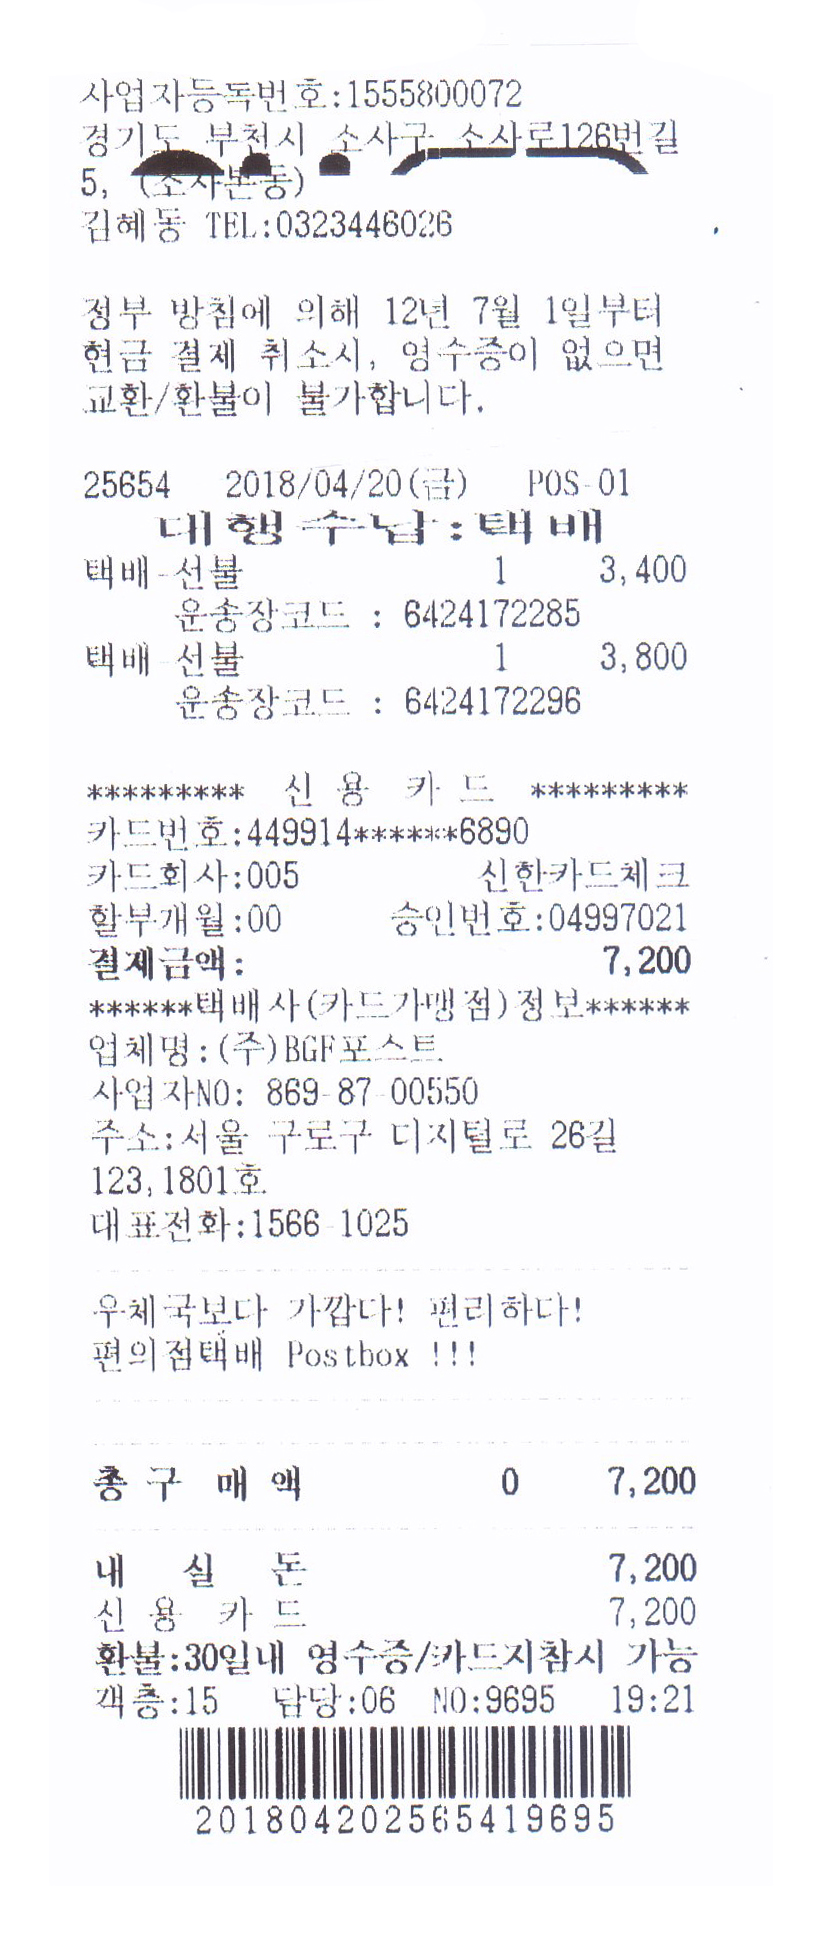 사업자등록번호:1555800072
경기도 부천시 소사구 소사로126번길
5, (소사본동)
김혜동 TEL:0323446026
정부 방침에 의해 12년 7월 1일부터
현금 결제 취소시, 영수증이 없으면
교환/환불이 불가합니다.
25654 2018/04/20(금) POS-01
대행수납:택배
택배-선불 1 3,400
운송장코드 : 6424172285
택배-선불 1 3,800
운송장코드 : 6424172296
********* 신 용 카 드 *********
카드번호:449914******6890
카드회사:005 신한카드체크
할부개월:00 승인번호:04997021
결제금액: 7,200
******택배사(카드가맹점)정보******
업체명:(주)BGF포스트
사업자NO: 869-87-00550
주소:서울 구로구 디지털로 26길
123,1801호
대표전화:1566-1025
우체국보다 가깝다! 편리하다!
편의점택배 Postbox !!!
총 구 매 액 0 7,200
내 실 돈 7,200
신 용 카 드 7,200
환불:30일내 영수증/카드지참시 가능
객층:15 담당:06 NO:9695 19:21
201804202565419695